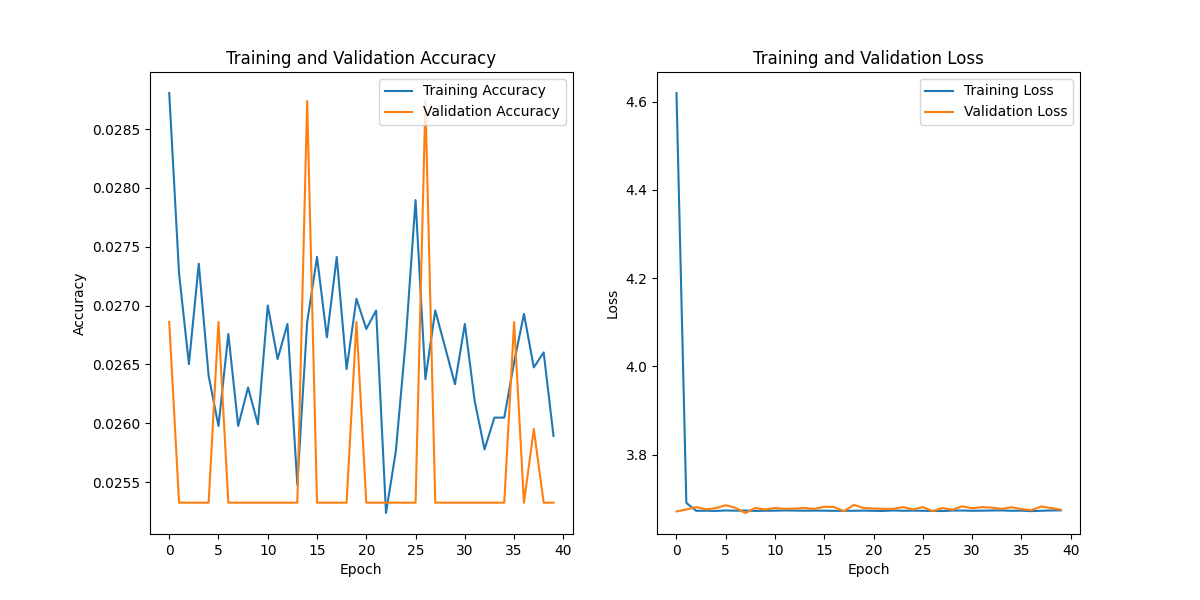 Training and Validation Accuracy
Training Accuracy
Validation Accuracy
0.0285
0.0280
0.0275
0.0270
0.0265
0.0260
0.0255
Accuracy
0 5 10 15 20 25 30 35 40
Epoch
Training and Validation Loss
Training Loss
Validation Loss
4.6
4.4
4.2
4.0
3.8
Loss
0 5 10 15 20 25 30 35 40
Epoch